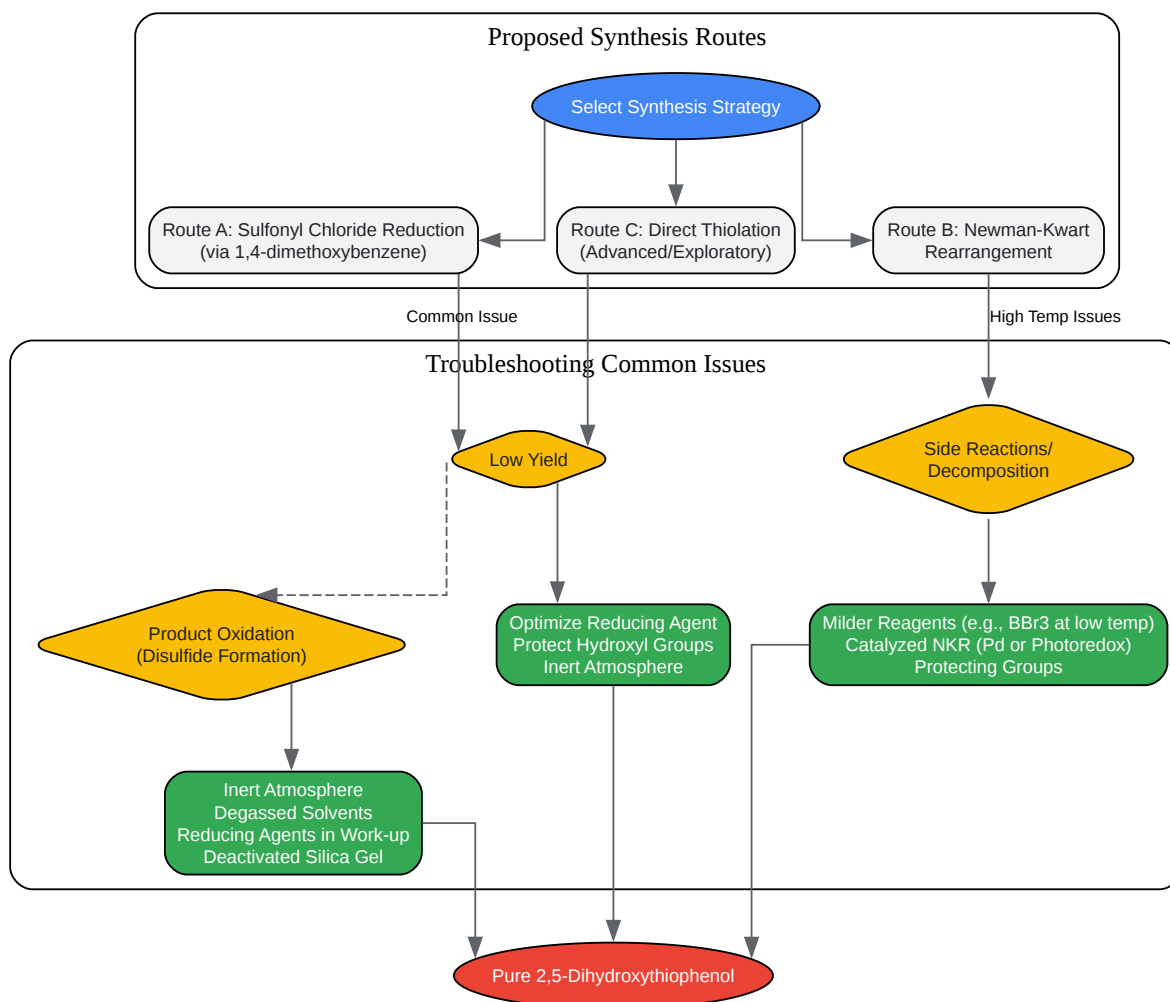 Proposed Synthesis Routes
Select Synthesis Strategy
Route A: Sulfonyl Chloride Reduction
(via 1,4-dimethoxybenzene)
Route C: Direct Thiolation
(Advanced/Exploratory)
Route B: Newman-Kwart
Rearrangement
Common Issue
High Temp Issues
Troubleshooting Common Issues
Low Yield
Side Reactions/
Decomposition
Product Oxidation
(Disulfide Formation)
Optimize Reducing Agent
Protect Hydroxyl Groups
Inert Atmosphere
Milder Reagents (e.g., BBr3 at low temp)
Catalyzed NKR (Pd or Photoredox)
Protecting Groups
Inert Atmosphere
Degassed Solvents
Reducing Agents in Work-up
Deactivated Silica Gel
Pure 2,5-Dihydroxythiophenol